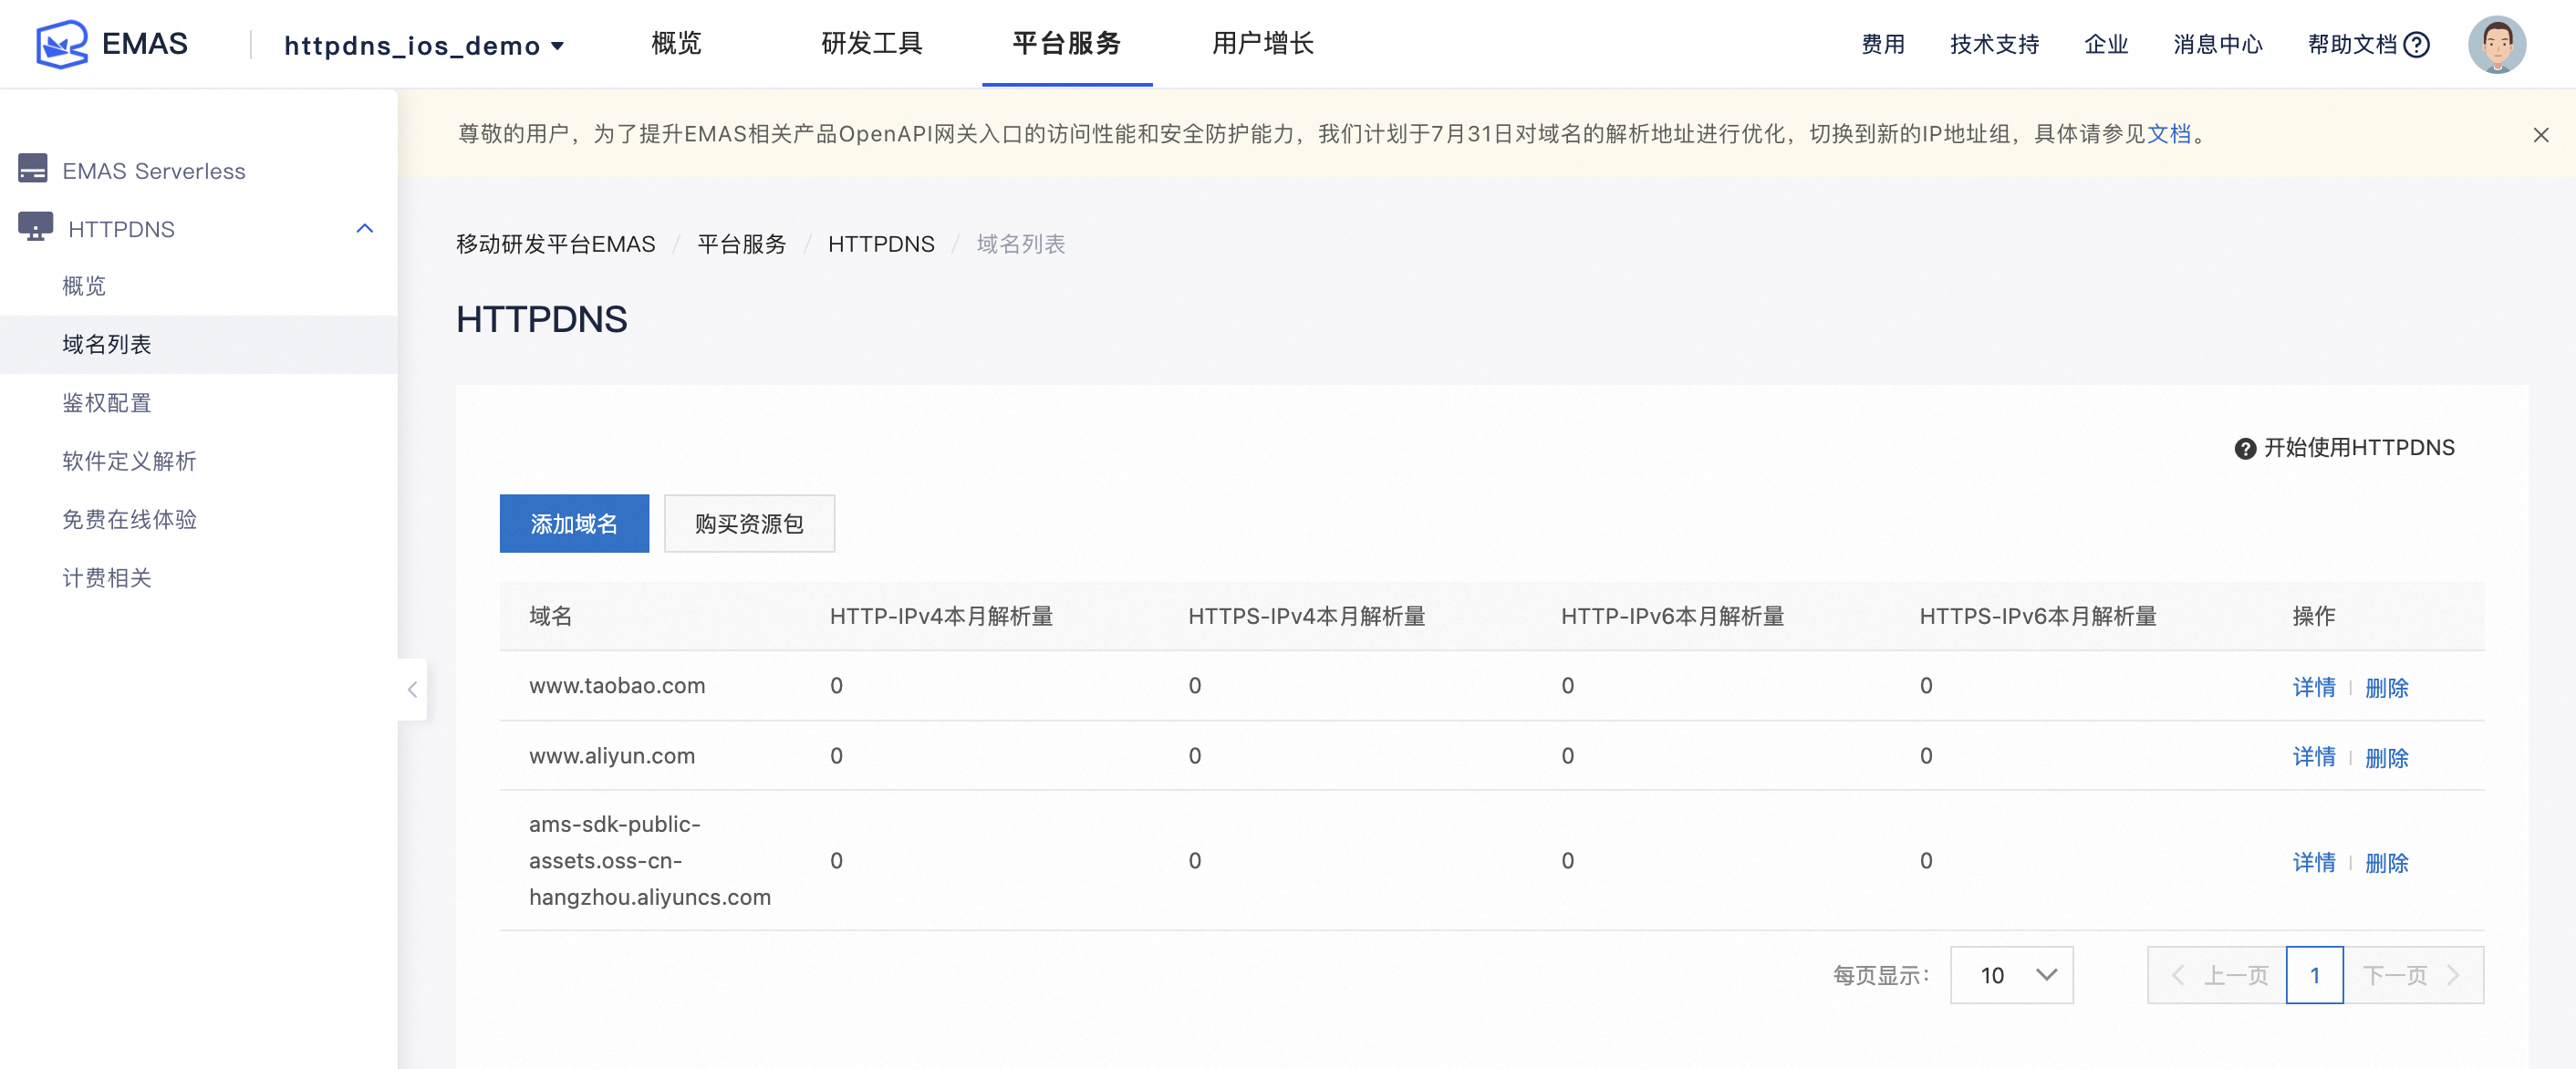 EMAS
httpdns_ios_demo
概览
研发工具
平台服务
用户增长
费用
技术支持
企业
消息中心
帮助文档
尊敬的用户，为了提升EMAS相关产品OpenAPI网关入口的访问性能和安全防护能力，我们计划于7月31日对域名的解析地址进行优化，切换到新的IP地址组，具体请参见文档。
EMAS Serverless
HTTPDNS
概览
域名列表
鉴权配置
软件定义解析
免费在线体验
计费相关
移动研发平台EMAS / 平台服务 / HTTPDNS / 域名列表
HTTPDNS
开始使用HTTPDNS
添加域名
购买资源包
域名 HTTP-IPv4本月解析量 HTTPS-IPv4本月解析量 HTTP-IPv6本月解析量 HTTPS-IPv6本月解析量 操作
www.taobao.com 0 0 0 0 详情 删除
www.aliyun.com 0 0 0 0 详情 删除
ams-sdk-public-
assets.oss-cn- 0 0 0 0 详情 删除
hangzhou.aliyuncs.com
每页显示： 10 上一页 1 下一页